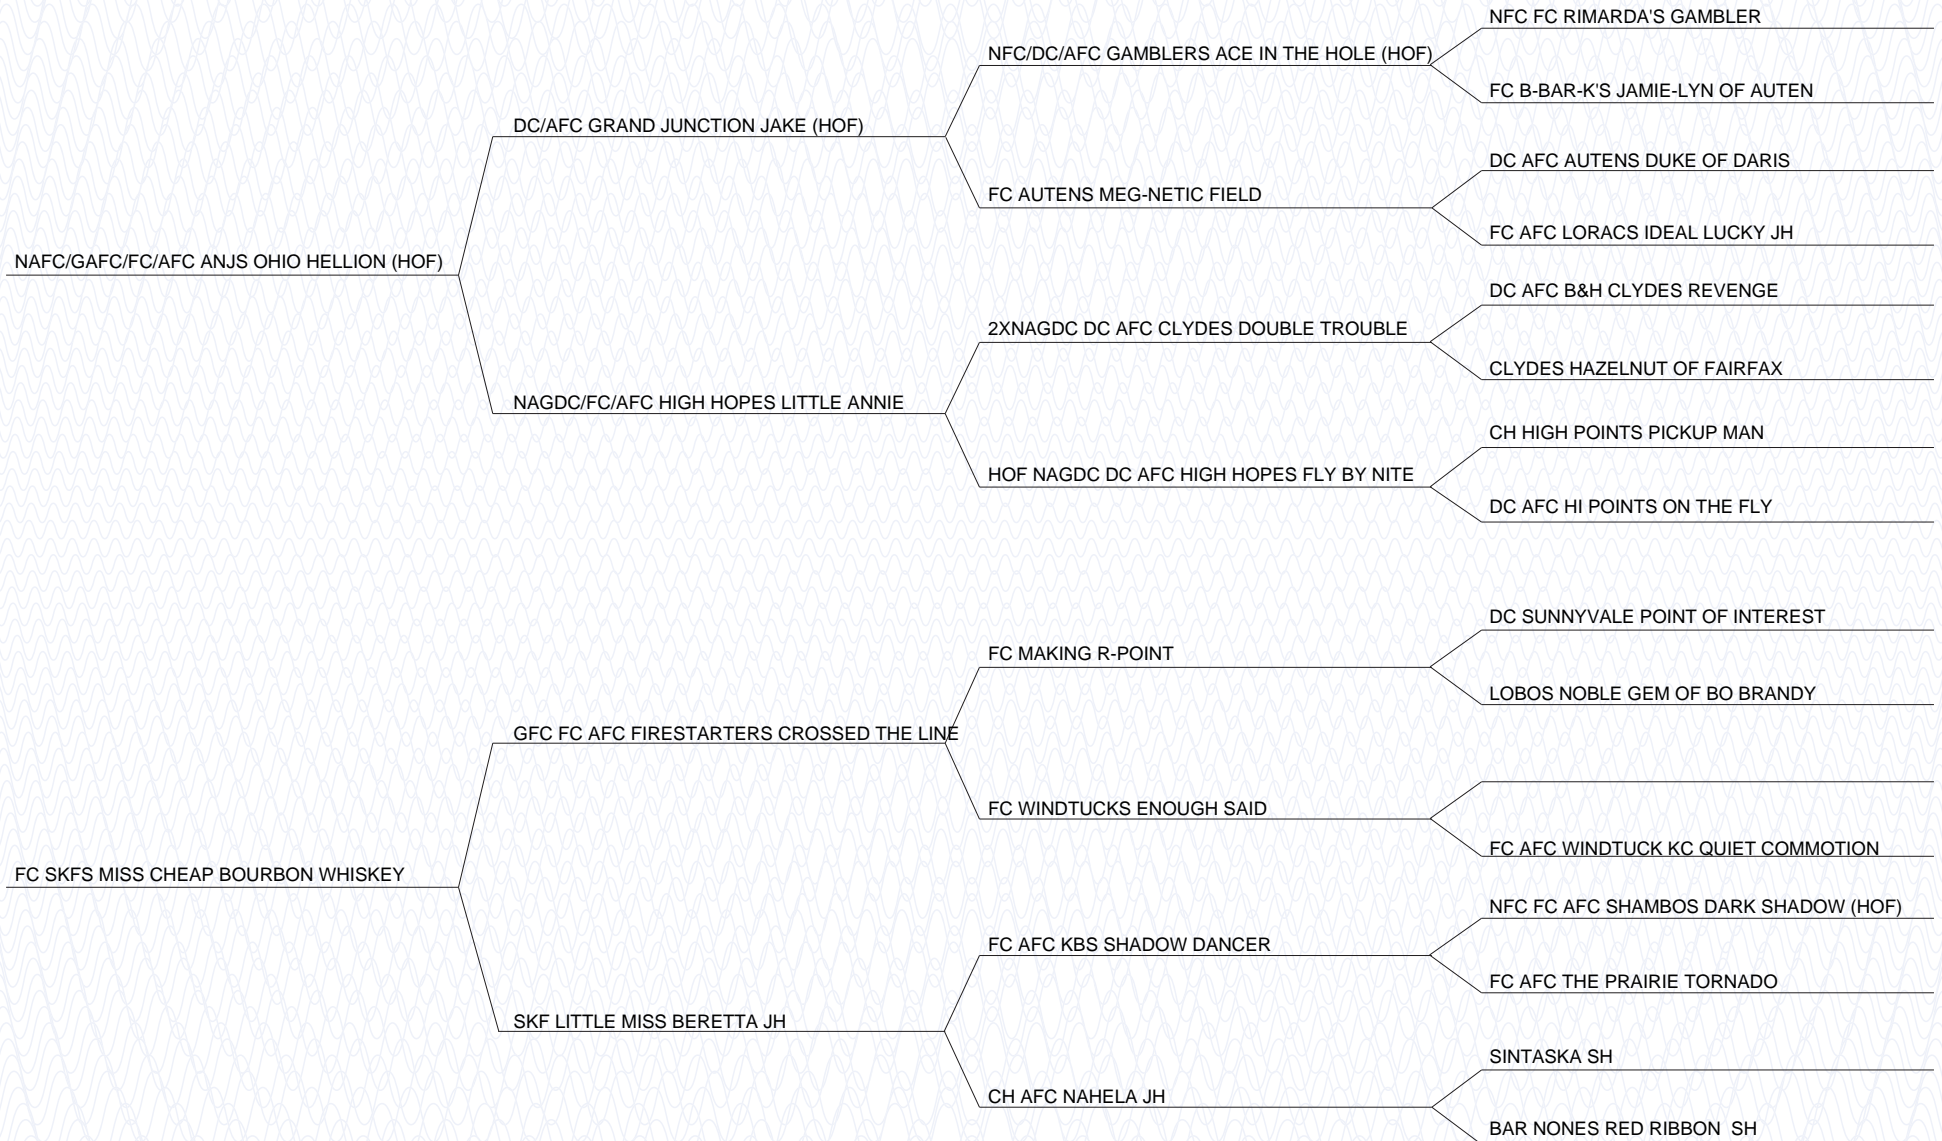 NFC FC RIMARDA'S GAMBLER
NFC/DC/AFC GAMBLERS ACE IN THE HOLE (HOF)
FC B-BAR-K'S JAMIE-LYN OF AUTEN
DC/AFC GRAND JUNCTION JAKE (HOF)
DC AFC AUTENS DUKE OF DARIS
FC AUTENS MEG-NETIC FIELD
FC AFC LORACS IDEAL LUCKY JH
NAFC/GAFC/FC/AFC ANJS OHIO HELLION (HOF)
DC AFC B&H CLYDES REVENGE
2XNAGDC DC AFC CLYDES DOUBLE TROUBLE
CLYDES HAZELNUT OF FAIRFAX
NAGDC/FC/AFC HIGH HOPES LITTLE ANNIE
CH HIGH POINTS PICKUP MAN
HOF NAGDC DC AFC HIGH HOPES FLY BY NITE
DC AFC HI POINTS ON THE FLY
DC SUNNYVALE POINT OF INTEREST
FC MAKING R-POINT
LOBOS NOBLE GEM OF BO BRANDY
GFC FC AFC FIRESTARTERS CROSSED THE LINE
FC WINDTUCKS ENOUGH SAID
FC AFC WINDTUCK KC QUIET COMMOTION
FC SKFS MISS CHEAP BOURBON WHISKEY
NFC FC AFC SHAMBOS DARK SHADOW (HOF)
FC AFC KBS SHADOW DANCER
FC AFC THE PRAIRIE TORNADO
SKF LITTLE MISS BERETTA JH
SINTASKA SH
CH AFC NAHELA JH
BAR NONES RED RIBBON  SH